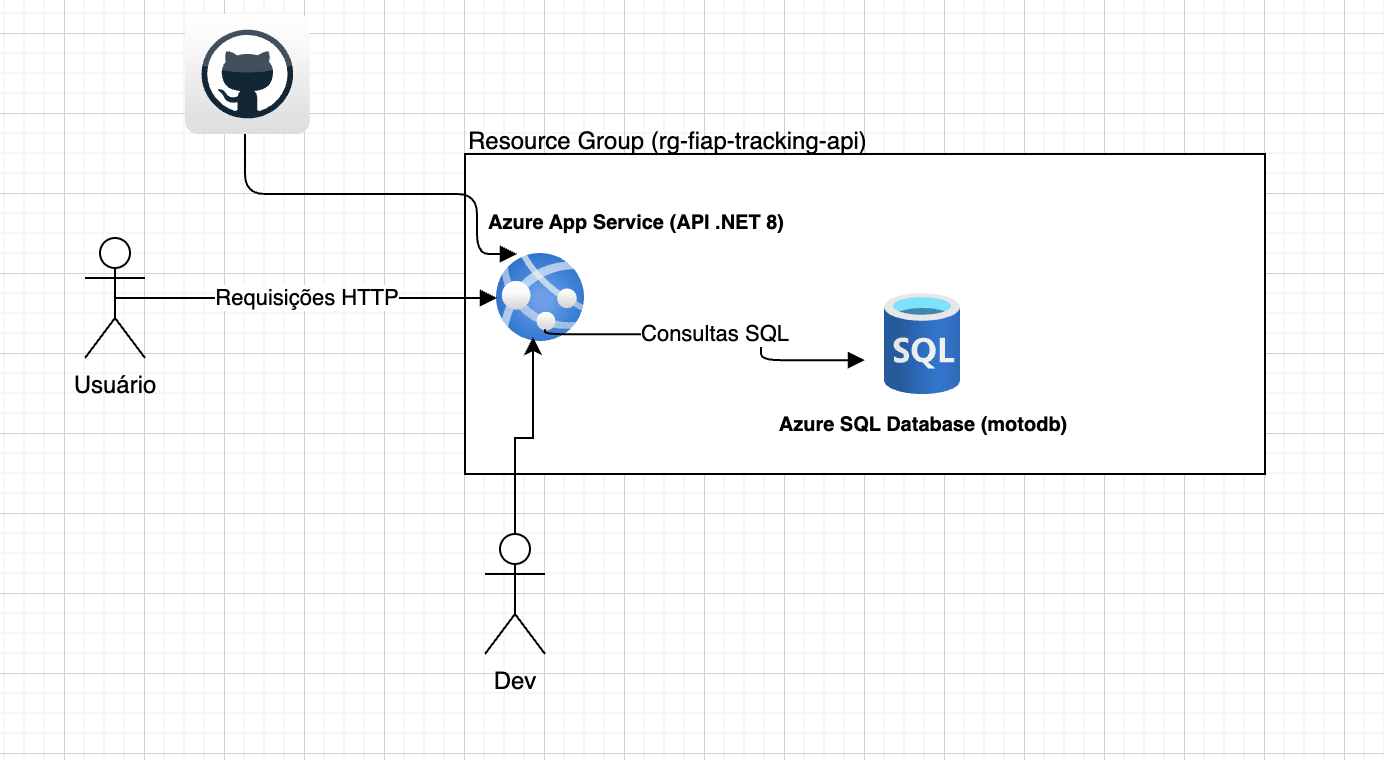 Resource Group (rg-fiap-tracking-api)
Azure App Service (API .NET 8)
Requisições HTTP
Consultas SQL
SQL
Usuário
Azure SQL Database (motodb)
Dev